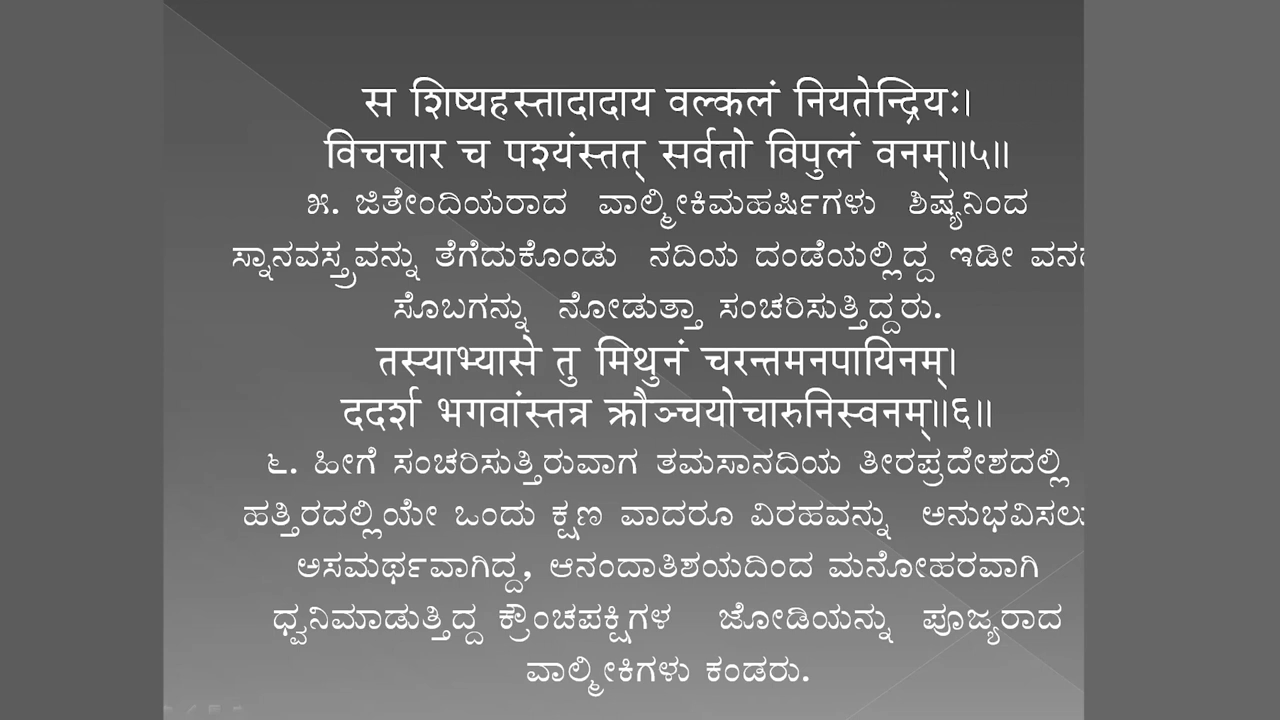 स शिष्यहस्तादादाय वल्कलं नियतेन्द्रियः।
विचचार च पश्यंस्तत् सर्वतो विपुलं वनम्॥५॥
೫. ಜಿತೇಂದಿಯರಾದ ವಾಲ್ಮೀಕಿಮಹರ್ಷಿಗಳು ಶಿಷ್ಯನಿಂದ
ಸ್ನಾನವಸ್ತ್ರವನ್ನು ತೆಗೆದುಕೊಂಡು ನದಿಯ ದಂಡೆಯಲ್ಲಿದ್ದ ಇಡೀ
ಸೊಬಗನ್ನು ನೋಡುತ್ತಾ ಸಂಚರಿಸುತ್ತಿದ್ದರು.
तस्याभ्यासे तु मिथुनं चरन्तमनपायिनम्।
ददर्श भगवांस्तत्र क्रौञ्चयोचारुनिस्वनम्॥६॥
೬. ಹೀಗೆ ಸಂಚರಿಸುತ್ತಿರುವಾಗ ತಮಸಾನದಿಯ ತೀರಪ್ರದೇಶದಲ್ಲಿ
ಹತ್ತಿರದಲ್ಲಿಯೇ ಒಂದು ಕ್ಷಣ ವಾದರೂ ವಿರಹವನ್ನು ಅನುಭವಿಸಲು
ಅಸಮರ್ಥವಾಗಿದ್ದ, ಆನಂದಾತಿಶಯದಿಂದ ಮನೋಹರವಾಗಿ
ಧ್ವನಿಮಾಡುತ್ತಿದ್ದ ಕ್ರೌಂಚಪಕ್ಷಿಗಳ ಜೋಡಿಯನ್ನು ಪೂಜ್ಯರಾದ
ವಾಲ್ಮೀಕಿಗಳು ಕಂಡರು.